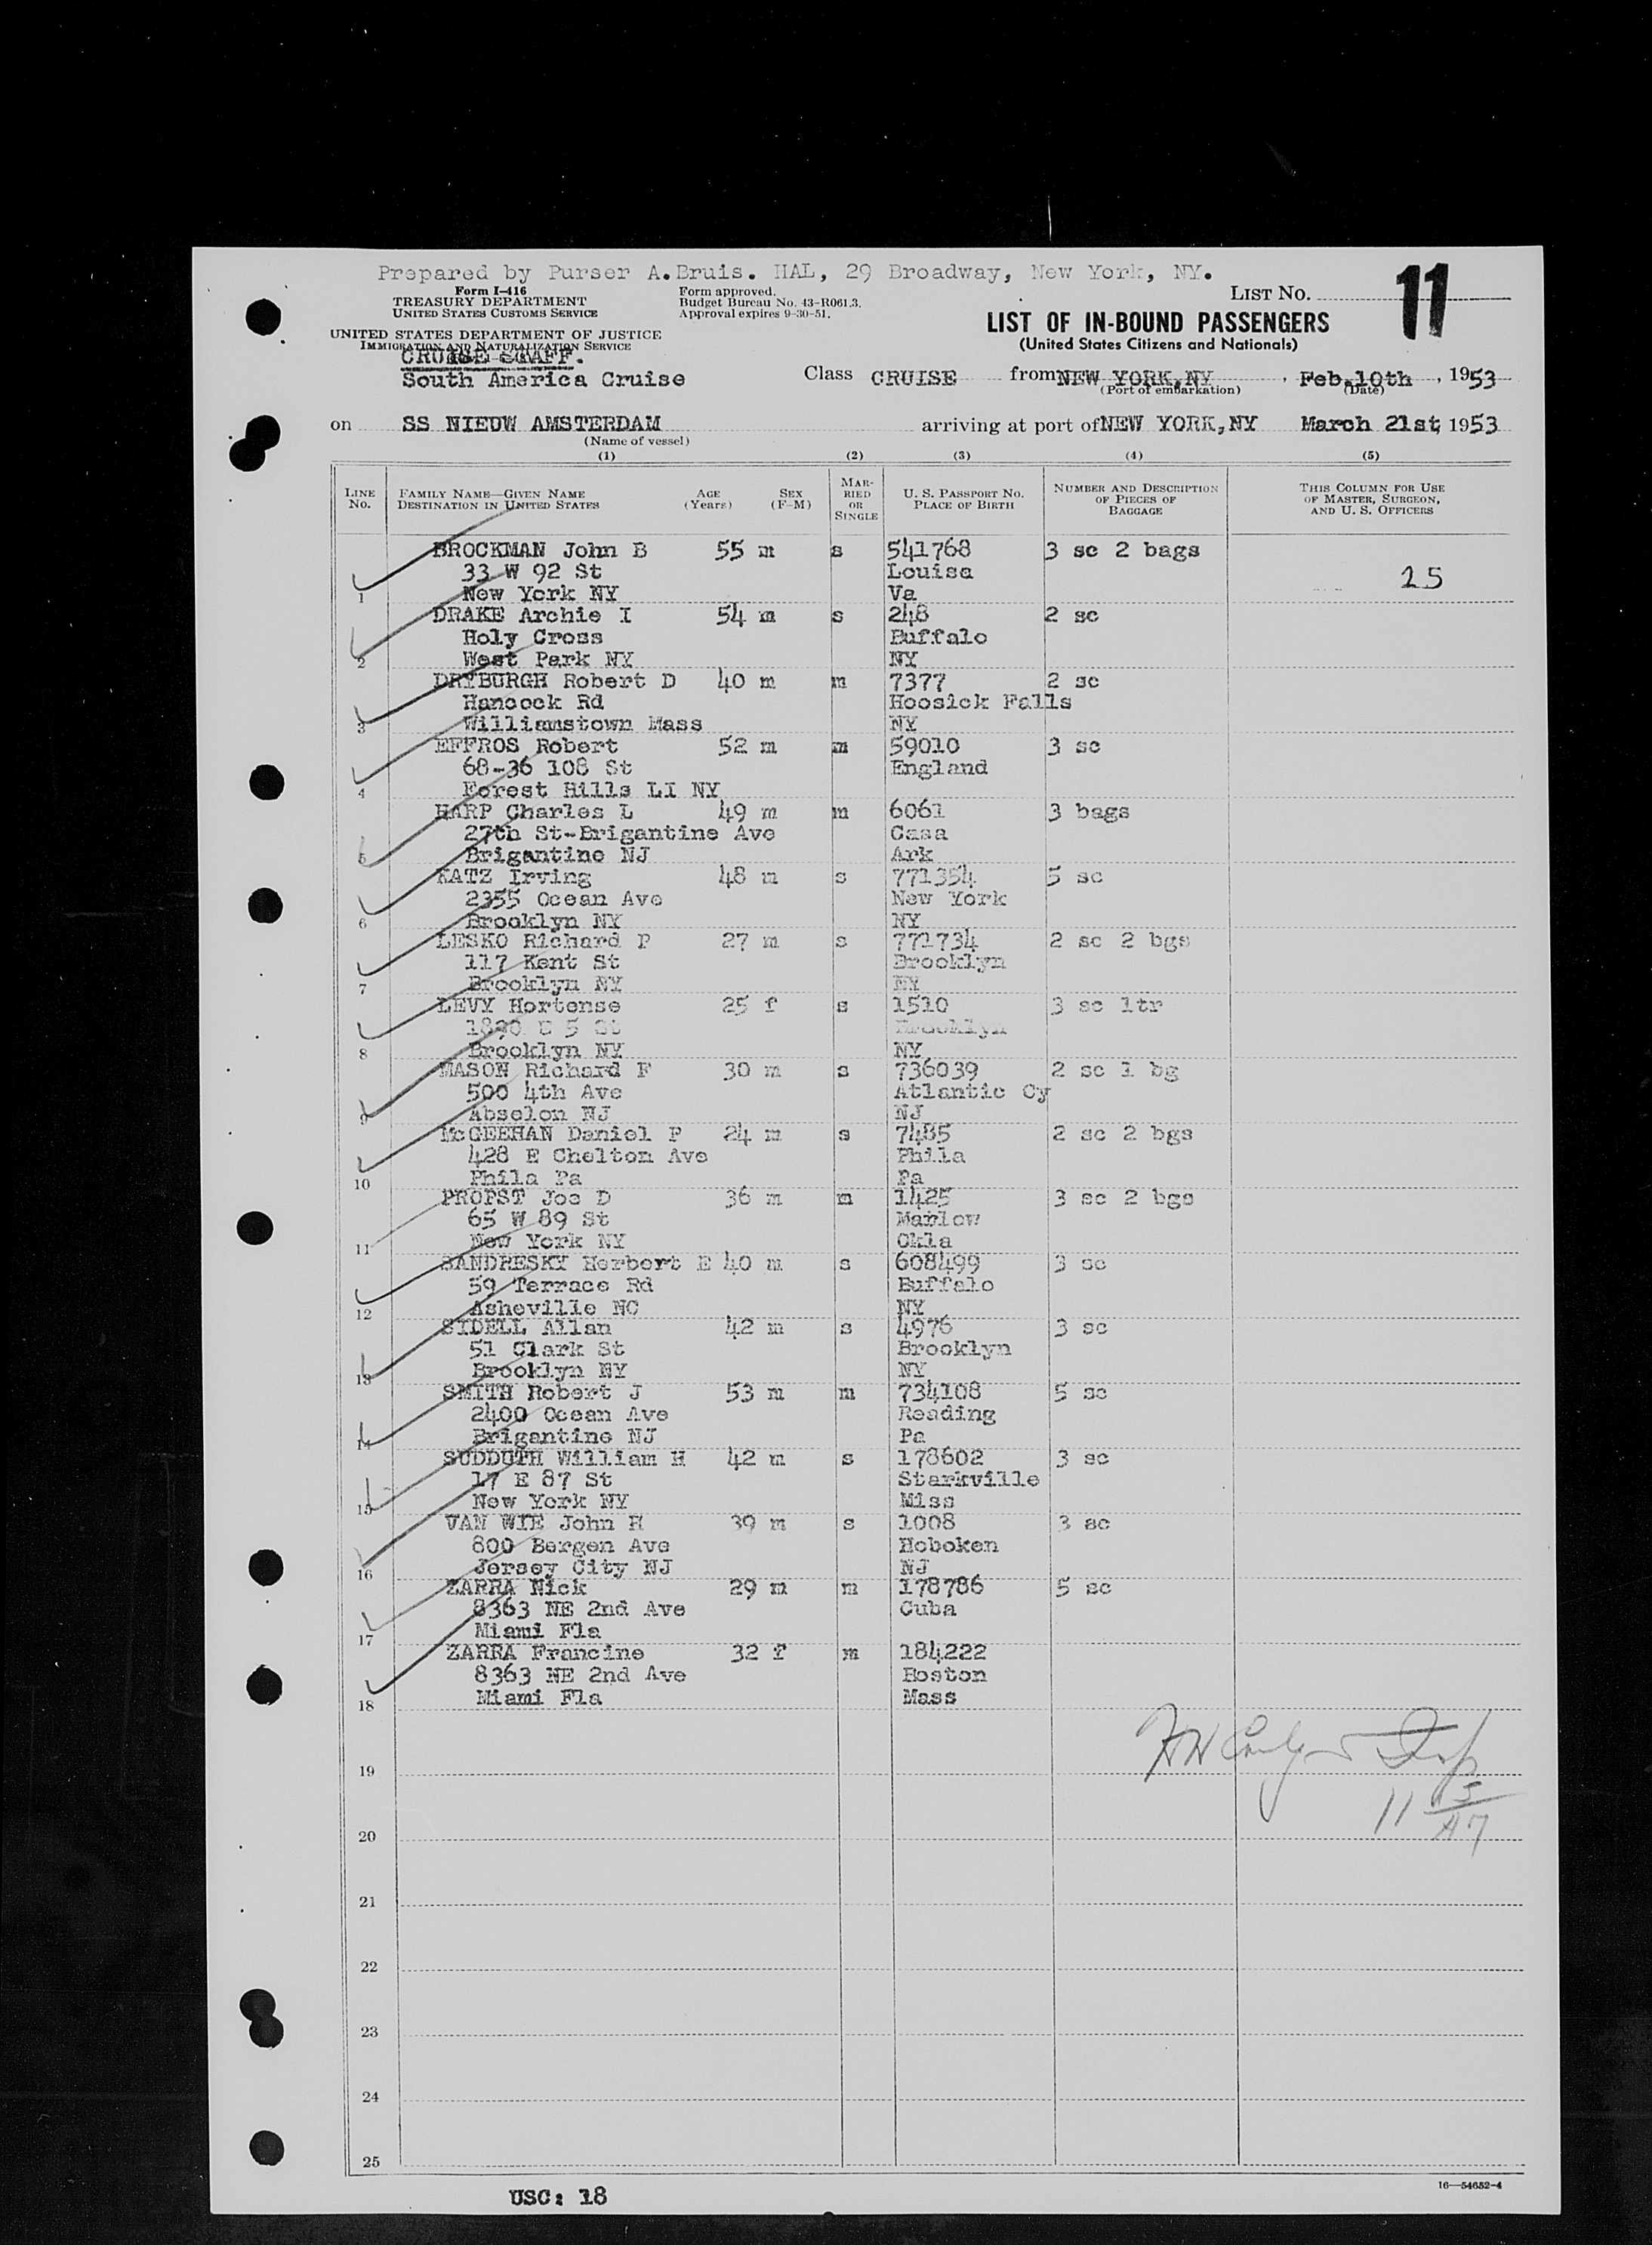 Prepared by Purser A.Bruis. HAL, 29 Broadway, New York, NY.
Form I-416
TREASURY DEPARTMENT
UNITED STATES CUSTOMS SERVICE
Form approved.
Budget Bureau No. 43-R061.3.
Approval expires 9-30-51.
LIST NO. 11
UNITED STATES DEPARTMENT OF JUSTICE
IMMIGRATION AND NATURALIZATION SERVICE
LIST OF IN-BOUND PASSENGERS
(United States Citizens and Nationals)
CRUISE STAFF.
South America Cruise Class CRUISE from NEW YORK,NY, Feb.10th, 1953
(Port of embarkation) (Date)
on SS NIEUW AMSTERDAM arriving at port of NEW YORK,NY March 21st, 1953
(Name of vessel)
(1) (2) (3) (4) (5)
LINE NO. FAMILY NAME—GIVEN NAME DESTINATION IN UNITED STATES AGE (Years) SEX (F-M) MARRIED OR SINGLE U. S. PASSPORT NO. PLACE OF BIRTH NUMBER AND DESCRIPTION OF PIECES OF BAGGAGE THIS COLUMN FOR USE OF MASTER, SURGEON, AND U. S. OFFICERS
BROCKMAN John B 55 m s 541768 3 sc 2 bags
33 W 92 St Louisa 25
1 New York NY Va
DRAKE Archie I 54 m s 248 2 sc
Holy Cross Buffalo
2 West Park NY NY
DRYBURGH Robert D 40 m m 7377 2 sc
Hancock Rd Hoosick Falls
3 Williamstown Mass NY
EFFROS Robert 52 m m 59010 3 sc
68-36 108 St England
4 Forest Hills LI NY
HARP Charles L 49 m m 6061 3 bags
27th St-Brigantine Ave Casa
5 Brigantine NJ Ark
KATZ Irving 48 m s 771354 5 sc
2355 Ocean Ave New York
6 Brooklyn NY NY
LESKO Richard P 27 m s 771734 2 sc 2 bgs
117 Kent St Brooklyn
7 Brooklyn NY NY
LEVY Hortense 25 f s 1510 3 sc 1tr
E 5 St Brooklyn
8 Brooklyn NY NY
MASON Richard F 30 m s 736039 2 sc 1 bg
500 4th Ave Atlantic Cy
9 Abselon NJ NJ
McGEEHAN Daniel P 24 m s 7485 2 sc 2 bgs
428 E Chelton Ave Phila
10 Phila Pa Pa
PROPST Joe D 36 m m 1425 3 sc 2 bgs
65 W 89 St Marlow
11 New York NY Okla
SANDRESKY Herbert E 40 m s 608499 3 sc
59 Terrace Rd Buffalo
12 Asheville NC NY
SIDELL Allan 42 m s 4976 3 sc
51 Clark St Brooklyn
13 Brooklyn NY NY
SMITH Robert J 53 m m 734108 5 sc
2400 Ocean Ave Reading
14 Brigantine NJ Pa
SUDDUTH William H 42 m s 178602 3 sc
17 E 87 St Starkville
15 New York NY Miss
VAN WIE John H 39 m s 1008 3 sc
800 Bergen Ave Hoboken
16 Jersey City NJ NJ
ZARRA Nick 29 m m 178786 5 sc
8363 NE 2nd Ave Cuba
17 Miami Fla
ZARRA Francine 32 f m 184222
8363 NE 2nd Ave Boston
18 Miami Fla Mass
19
20
21
22
23
24
25
16—54652-4
USC: 18